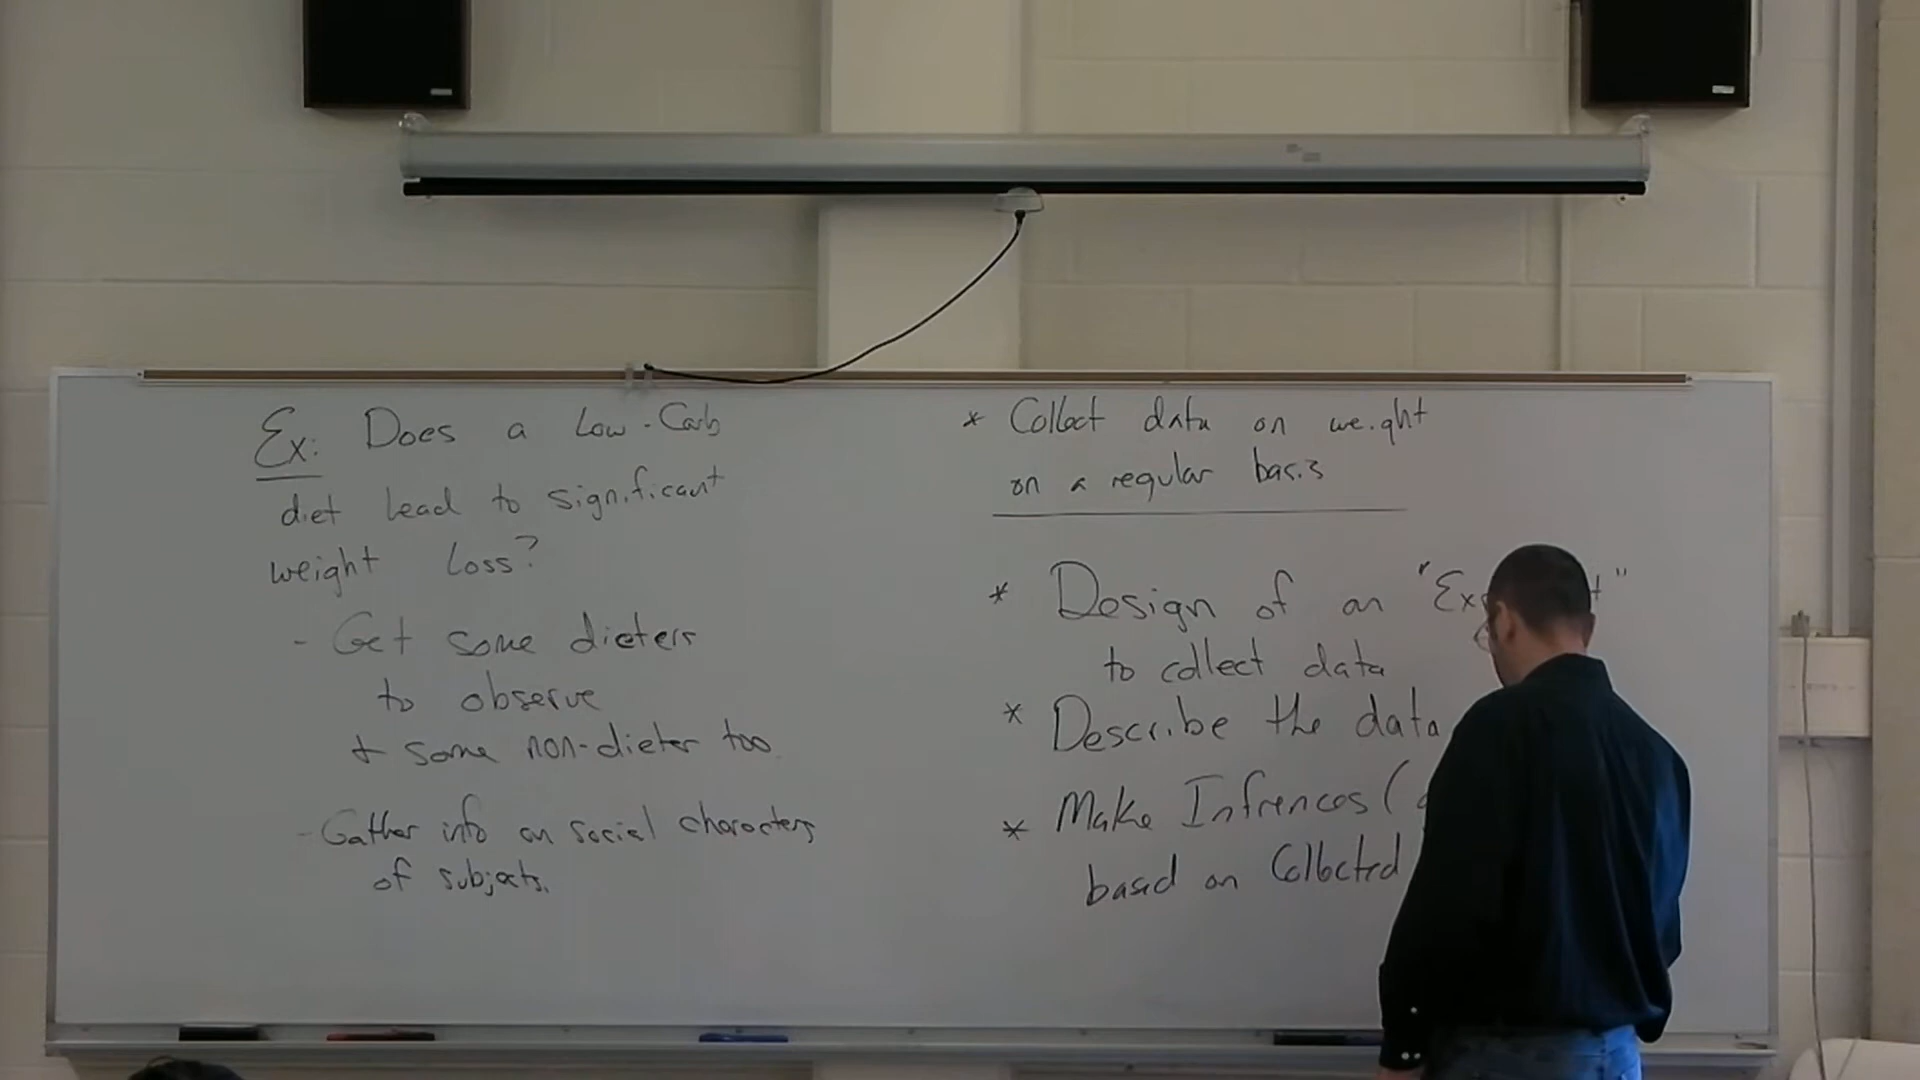 Ex: Does a Low-Carb
diet lead to significant
weight loss?
- Get some dieters
to observe
+ some non-dieter too.
- Gather info on social characters
of subjects.
* Collect data on weight
on a regular basis
* Design of an "Ex
to collect data
* Describe the data
* Make Infrences (
based on Collected